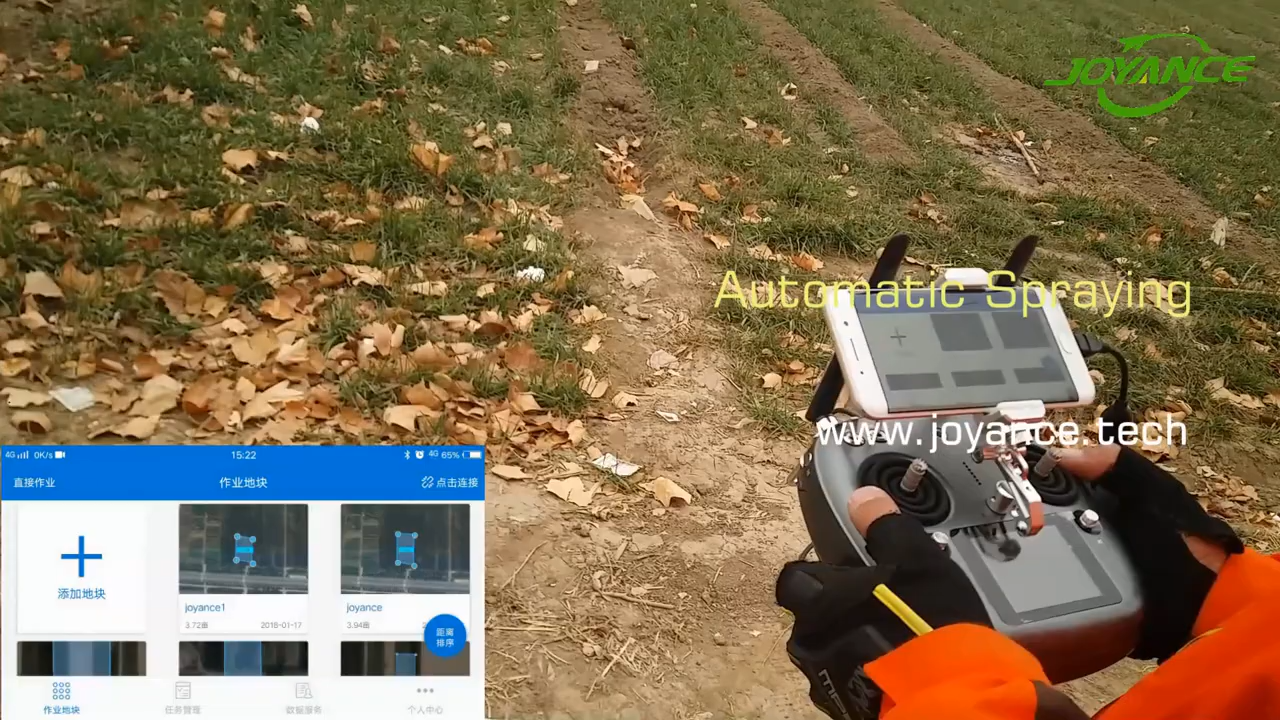 JOYANCE
Automatic Spraying
www.joyance.tech
4G 0K/s 15:22 4G 65%
直接作业 作业地块 点击连接
添加地块
joyance1
3.72亩 2018-01-17
joyance
3.94亩
距离
排序
作业地块 任务管理 数据服务 个人中心